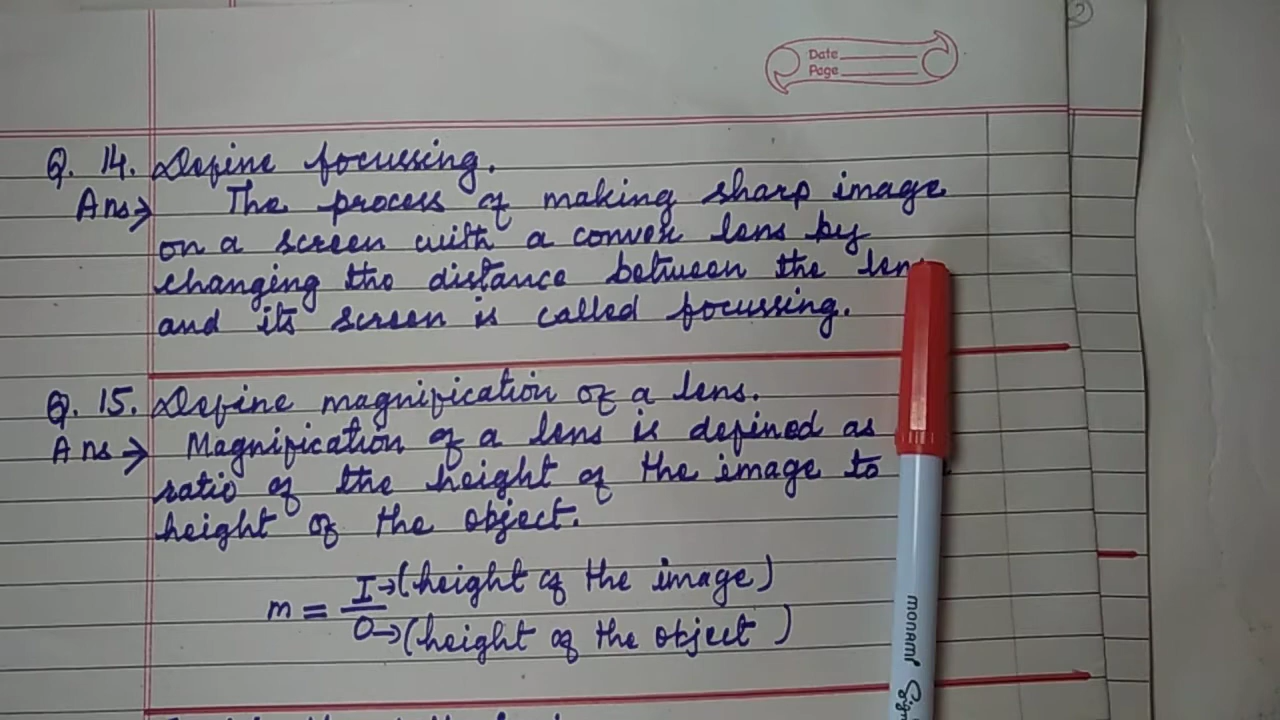 2
Date
Page
Q. 14. Define focussing.
Ans→ The process of making sharp image
on a screen with a convex lens by
changing the distance between the len
and its screen is called focussing.
Q. 15. Define magnification of a lens.
Ans→ Magnification of a lens is defined as
ratio of the height of the image to
height of the object.
m = I→(height of the image)
O→(height of the object)
monami